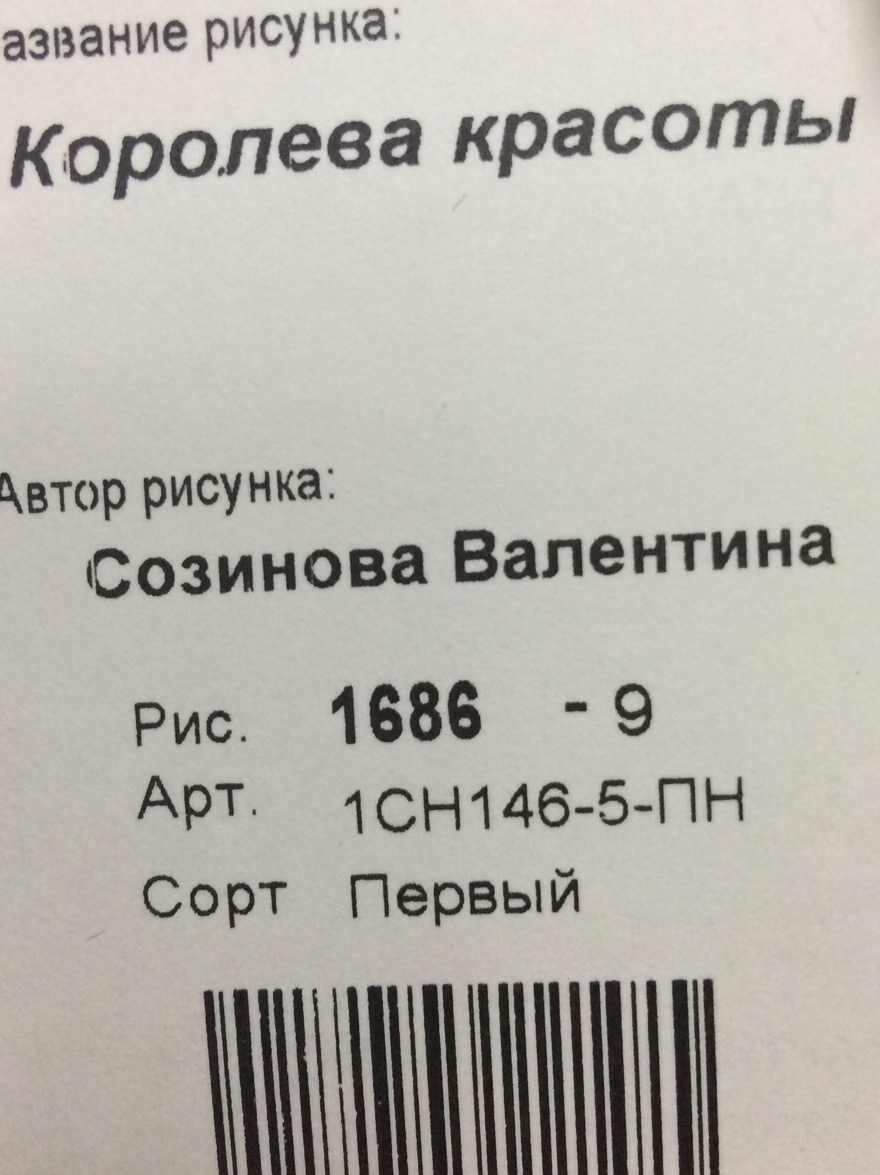 азвание рисунка:
Королева красоты
Автор рисунка:
Созинова Валентина
Рис. 1686 - 9
Арт. 1СН146-5-ПН
Сорт Первый